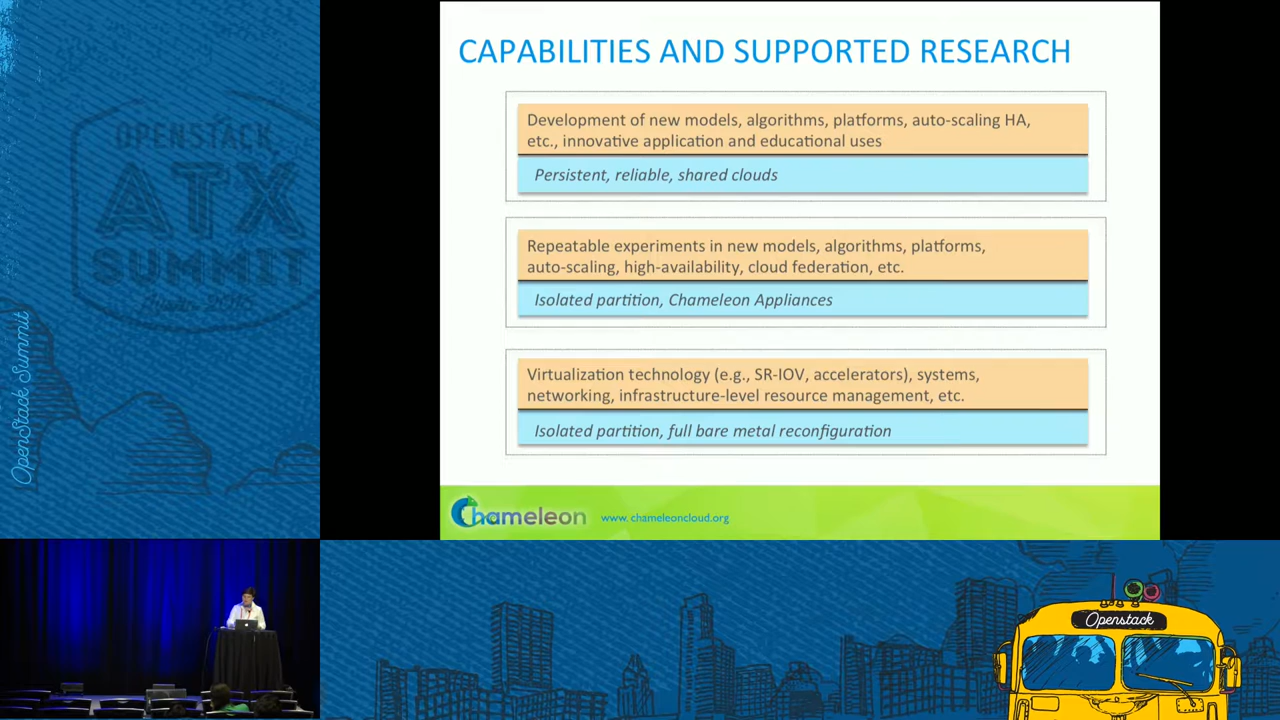 CAPABILITIES AND SUPPORTED RESEARCH
Development of new models, algorithms, platforms, auto-scaling HA,
etc., innovative application and educational uses
Persistent, reliable, shared clouds
Repeatable experiments in new models, algorithms, platforms,
auto-scaling, high-availability, cloud federation, etc.
Isolated partition, Chameleon Appliances
Virtualization technology (e.g., SR-IOV, accelerators), systems,
networking, infrastructure-level resource management, etc.
Isolated partition, full bare metal reconfiguration
Chameleon
www. chameleoncloud.org
OPENSTACK
ATX
SUMMIT
OpenStack Summit
Openstack